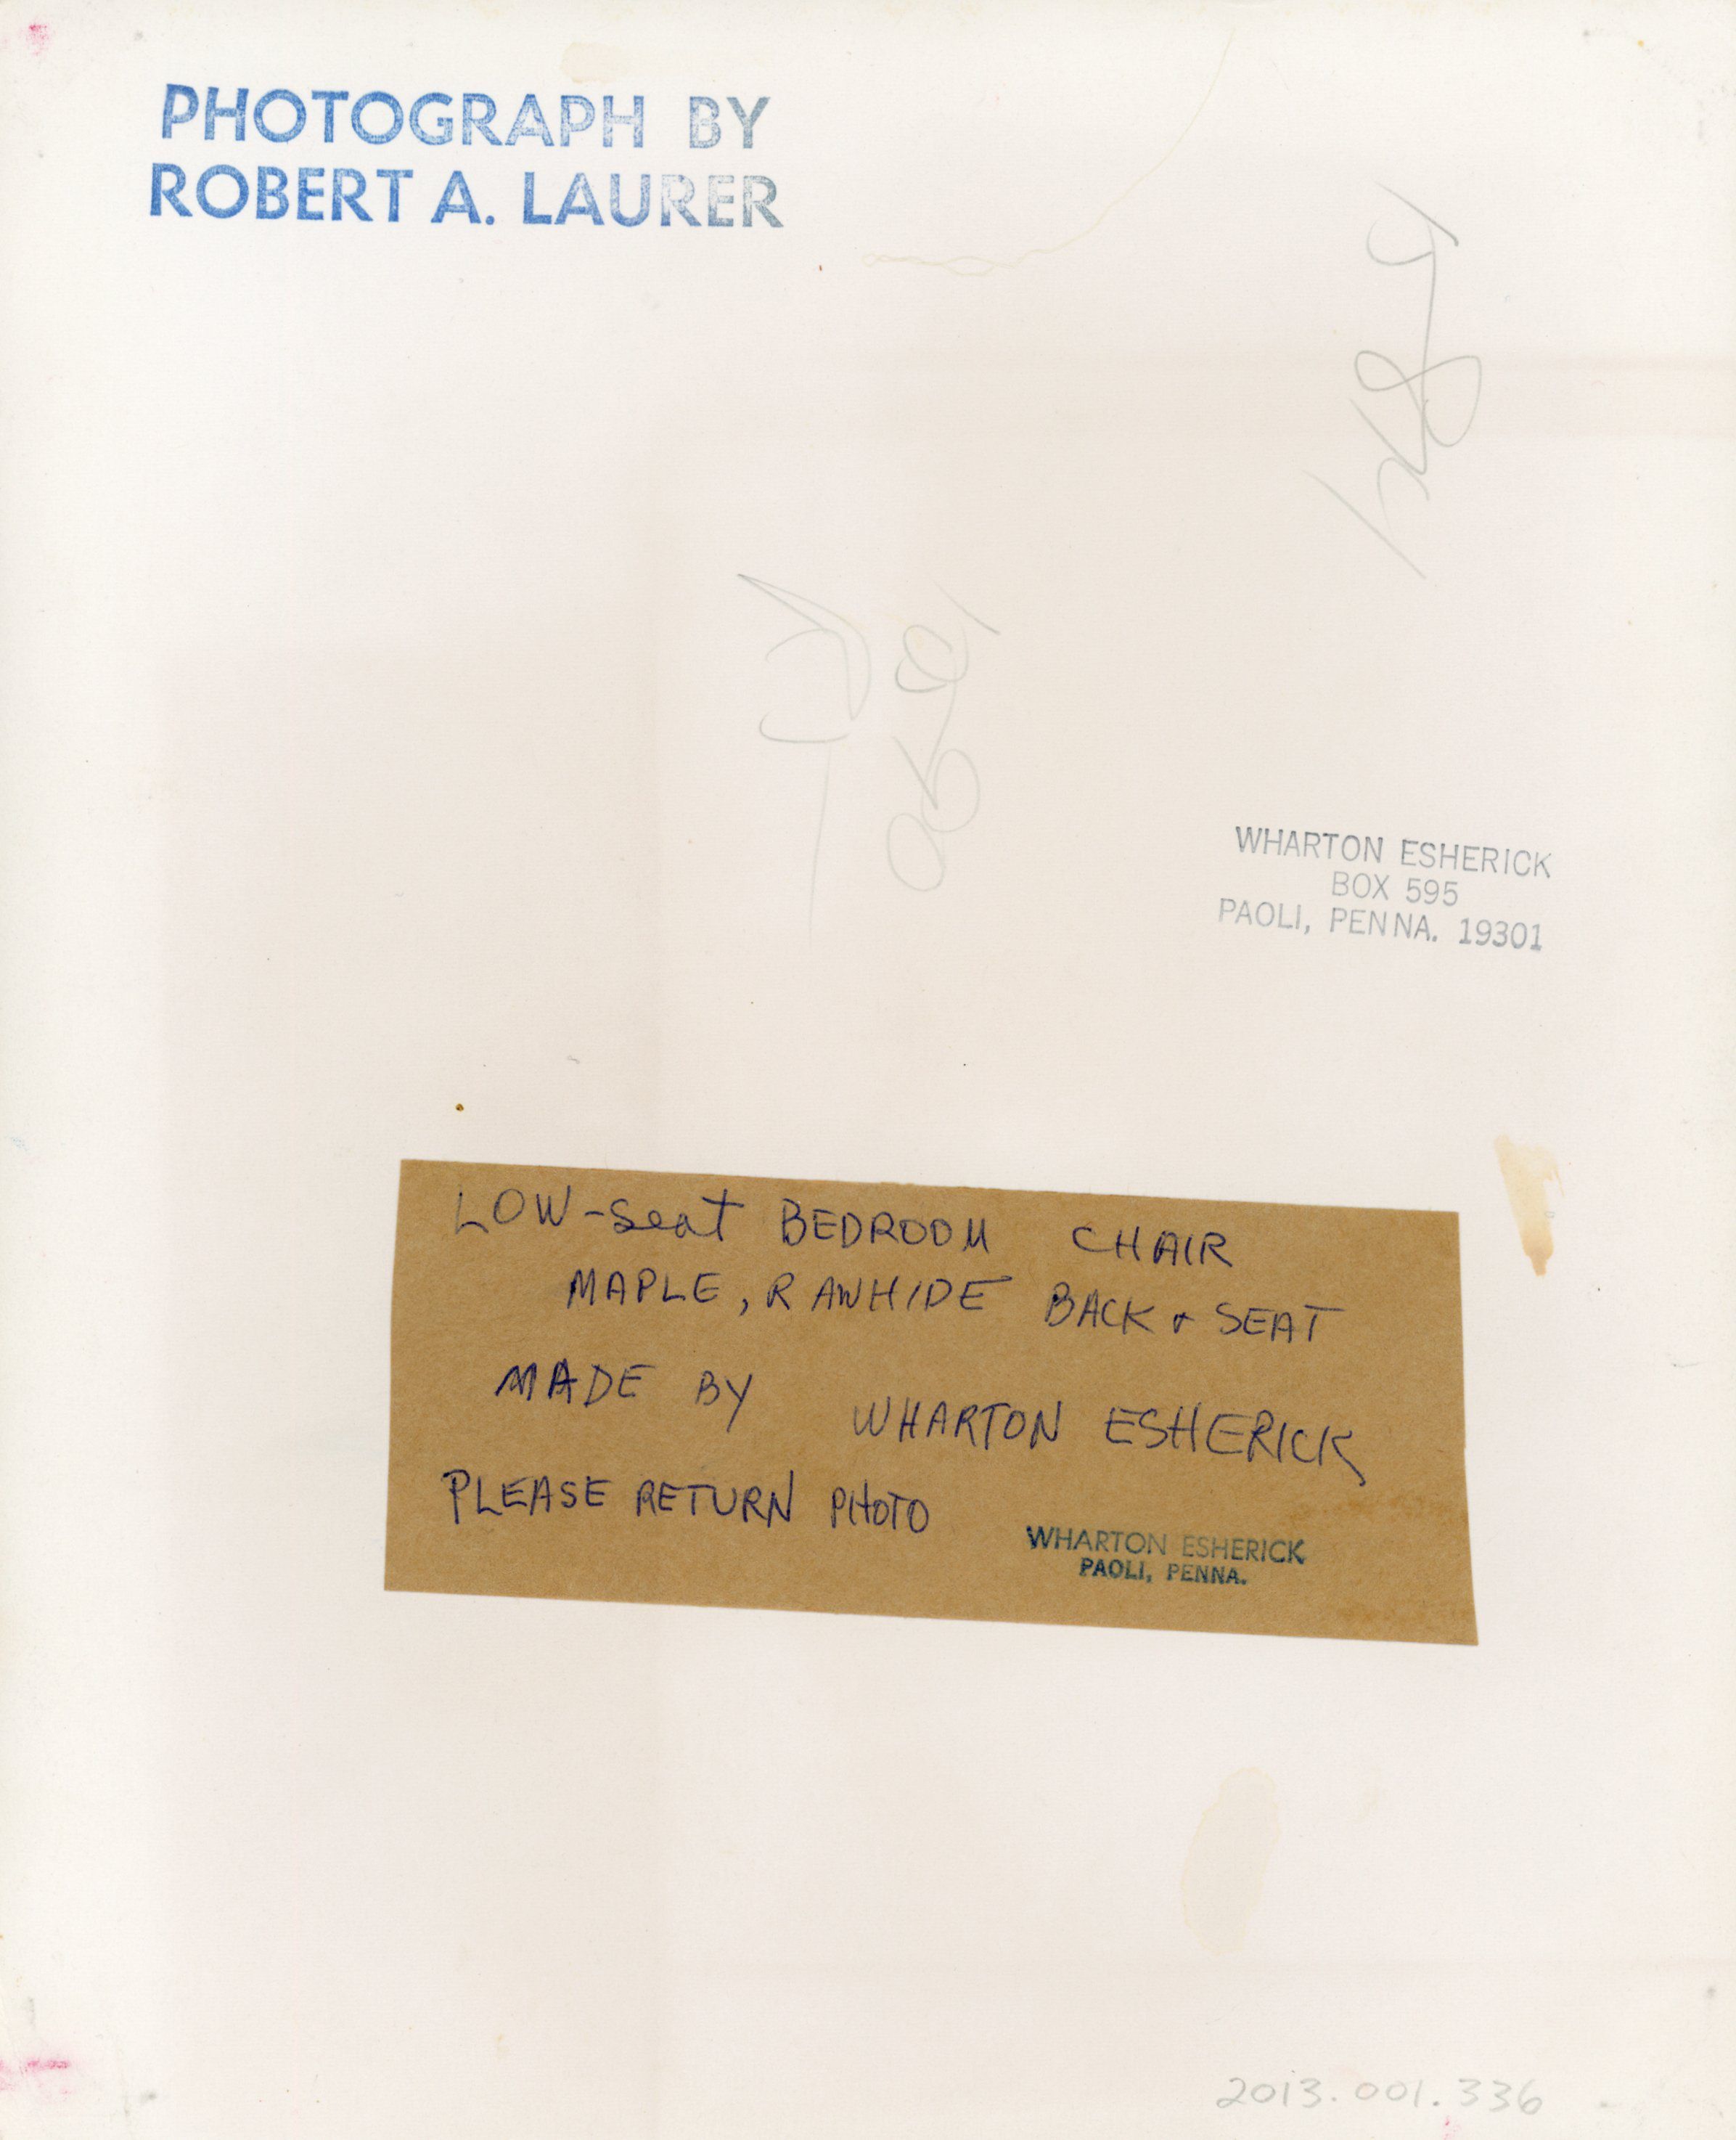 PHOTOGRAPH BY
ROBERT A. LAURER
WHARTON ESHERICK
BOX 595
PAOLI, PENNA. 19301
LOW-Seat BEDROOM CHAIR
MAPLE, RAWHIDE BACK & SEAT
MADE BY WHARTON ESHERICK
PLEASE RETURN PHOTO
WHARTON ESHERICK
PAOLI, PENNA.
2013.001.336